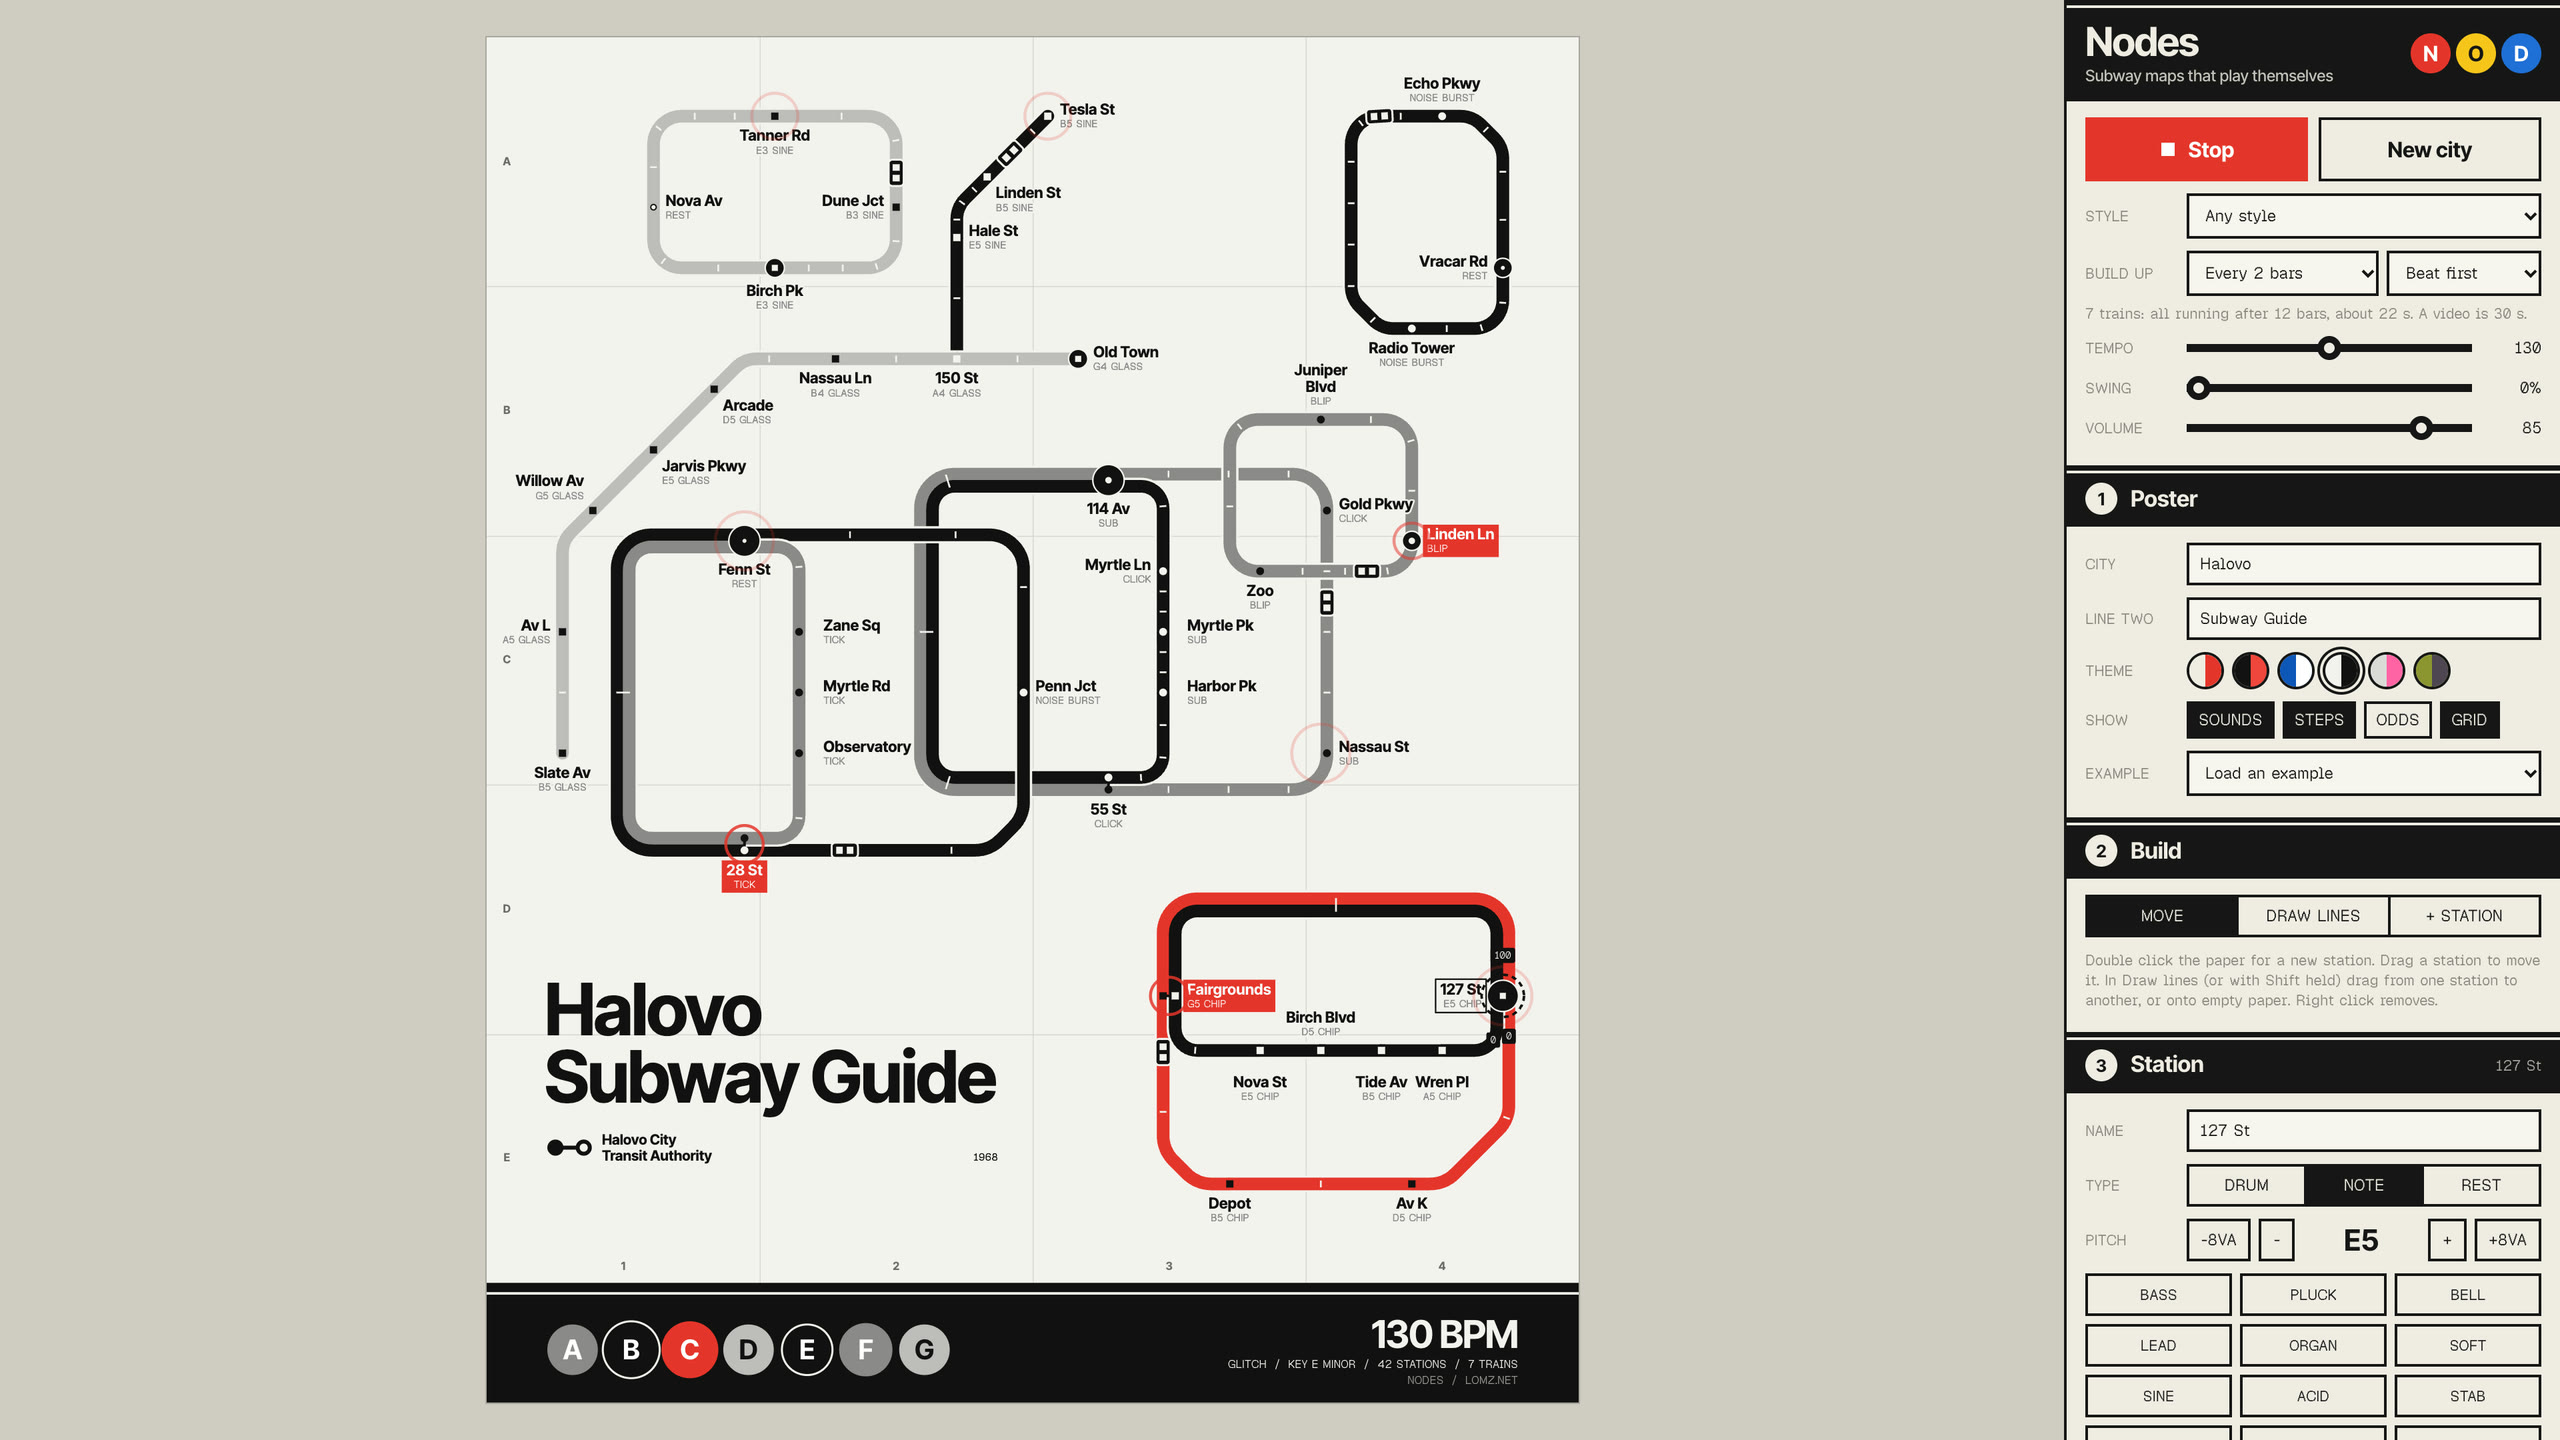 Echo Pkwy
NOISE BURST
Tesla St
B5 SINE
Tanner Rd
E3 SINE
A
Linden St
B5 SINE
Nova Av
REST
Dune Jct
B3 SINE
Hale St
E5 SINE
Vracar Rd
REST
Birch Pk
E3 SINE
Radio Tower
NOISE BURST
Old Town
G4 GLASS
Nassau Ln
B4 GLASS
150 St
A4 GLASS
Juniper
Blvd
BLIP
Arcade
D5 GLASS
B
Jarvis Pkwy
E5 GLASS
Willow Av
G5 GLASS
114 Av
SUB
Gold Pkwy
CLICK
Linden Ln
BLIP
Fenn St
REST
Myrtle Ln
CLICK
Zoo
BLIP
Av L
A5 GLASS
Zane Sq
TICK
Myrtle Pk
SUB
C
Myrtle Rd
TICK
Penn Jct
NOISE BURST
Harbor Pk
SUB
Observatory
TICK
Nassau St
SUB
Slate Av
B5 GLASS
55 St
CLICK
28 St
TICK
D
100
Fairgrounds
G5 CHIP
127 St
E5 CHIP
Birch Blvd
D5 CHIP
0
0
Nova St
E5 CHIP
Tide Av
B5 CHIP
Wren Pl
A5 CHIP
Depot
B5 CHIP
Av K
D5 CHIP
Halovo
Subway Guide
Halovo City
Transit Authority
1968
E
1 2 3 4
A B C D E F G
130 BPM
GLITCH / KEY E MINOR / 42 STATIONS / 7 TRAINS
NODES / LOMZ.NET
Nodes
Subway maps that play themselves
N O D
Stop
New city
STYLE Any style
BUILD UP Every 2 bars Beat first
7 trains: all running after 12 bars, about 22 s. A video is 30 s.
TEMPO 130
SWING 0%
VOLUME 85
1 Poster
CITY Halovo
LINE TWO Subway Guide
THEME
SHOW SOUNDS STEPS ODDS GRID
EXAMPLE Load an example
2 Build
MOVE DRAW LINES + STATION
Double click the paper for a new station. Drag a station to move
it. In Draw lines (or with Shift held) drag from one station to
another, or onto empty paper. Right click removes.
3 Station 127 St
NAME 127 St
TYPE DRUM NOTE REST
PITCH -8VA - E5 + +8VA
BASS PLUCK BELL
LEAD ORGAN SOFT
SINE ACID STAB